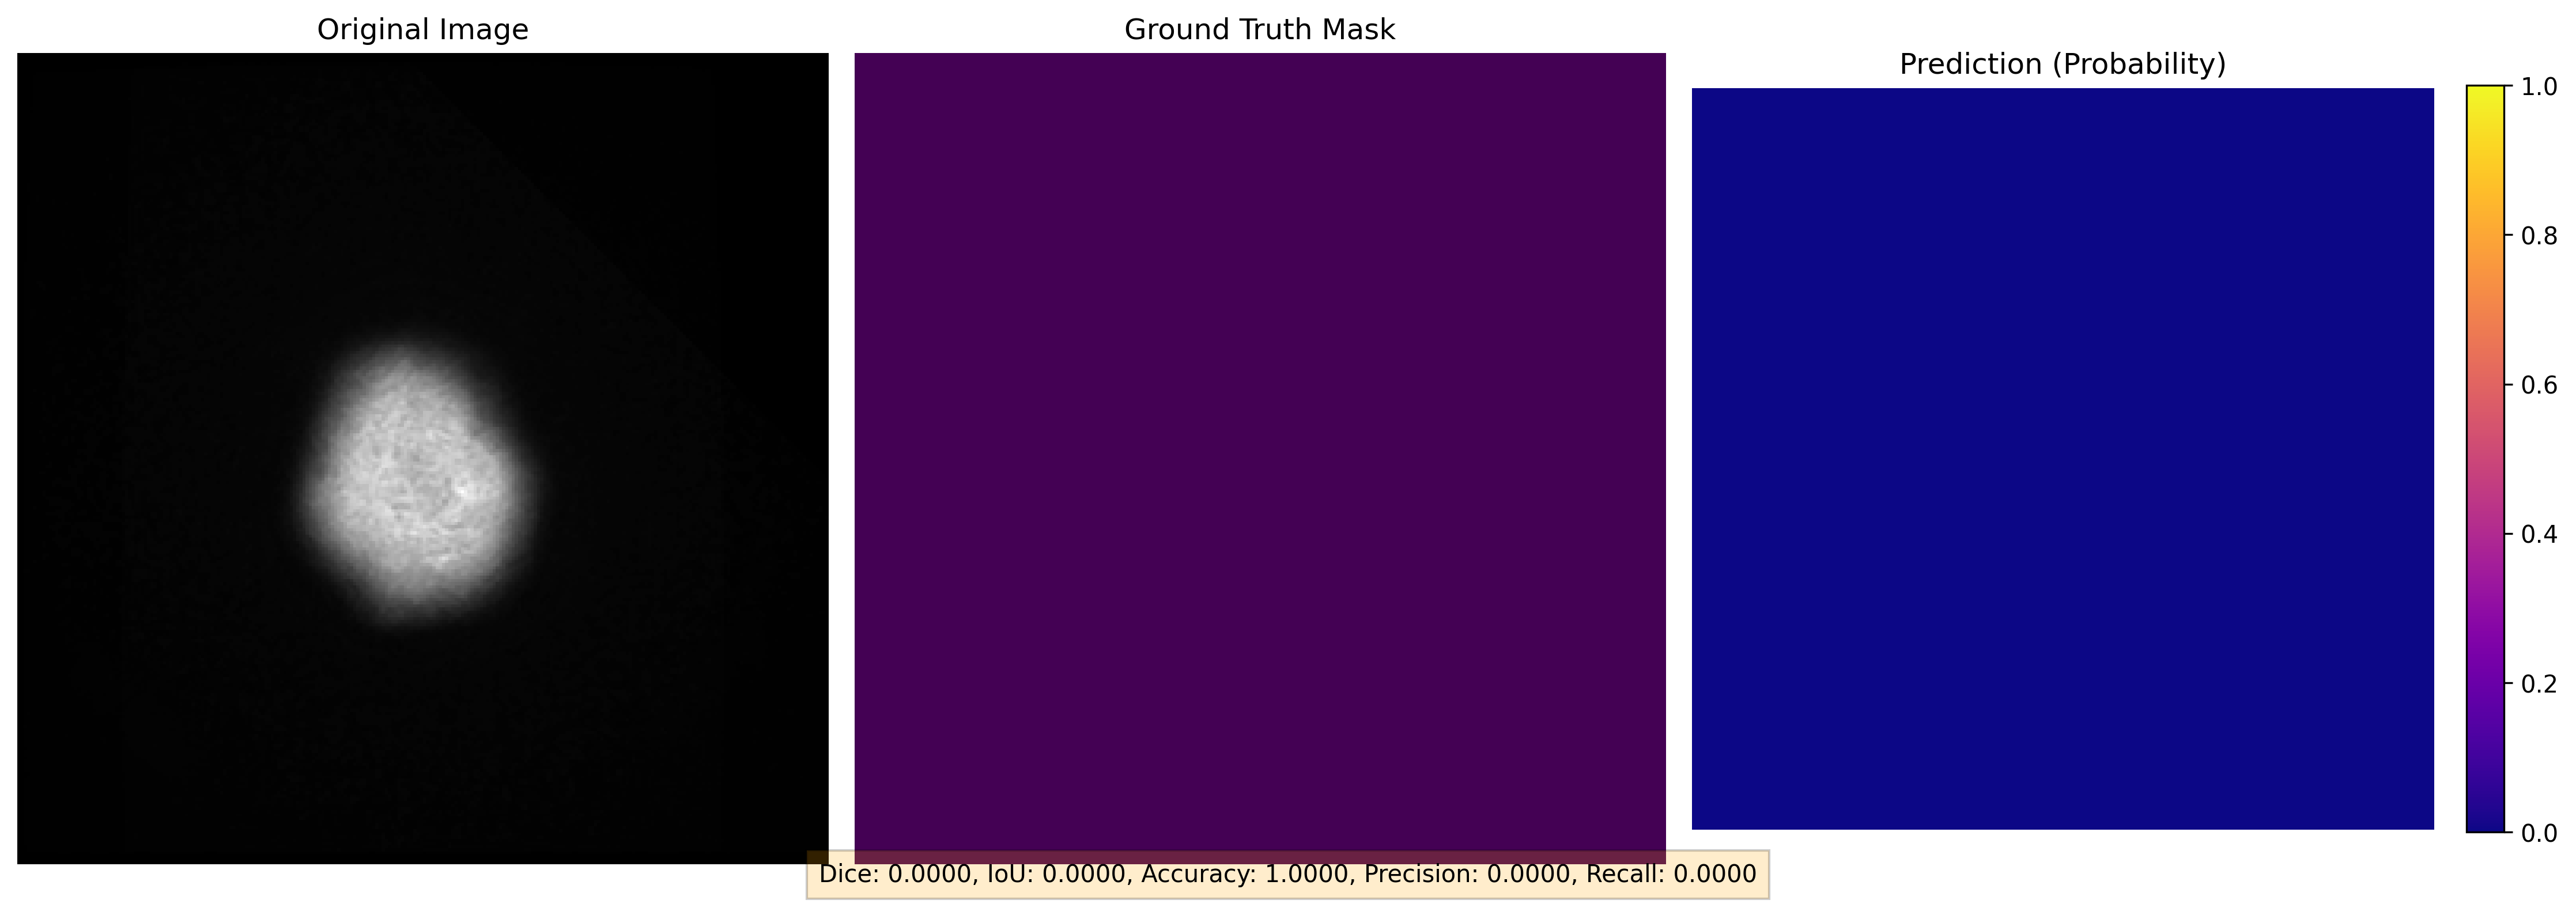 Original Image
Ground Truth Mask
Prediction (Probability)
1.0
0.8
0.6
0.4
0.2
0.0
Dice: 0.0000, IoU: 0.0000, Accuracy: 1.0000, Precision: 0.0000, Recall: 0.0000